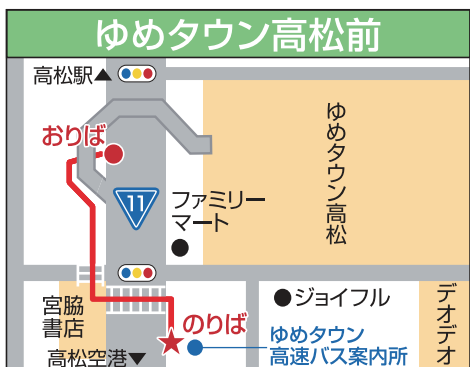 ゆめタウン高松前
高松駅▲
おりば
ゆめタウン高松
11
ファミリー
マート
宮脇
書店
ジョイフル
デオデオ
のりば
ゆめタウン
高速バス案内所
高松空港▼